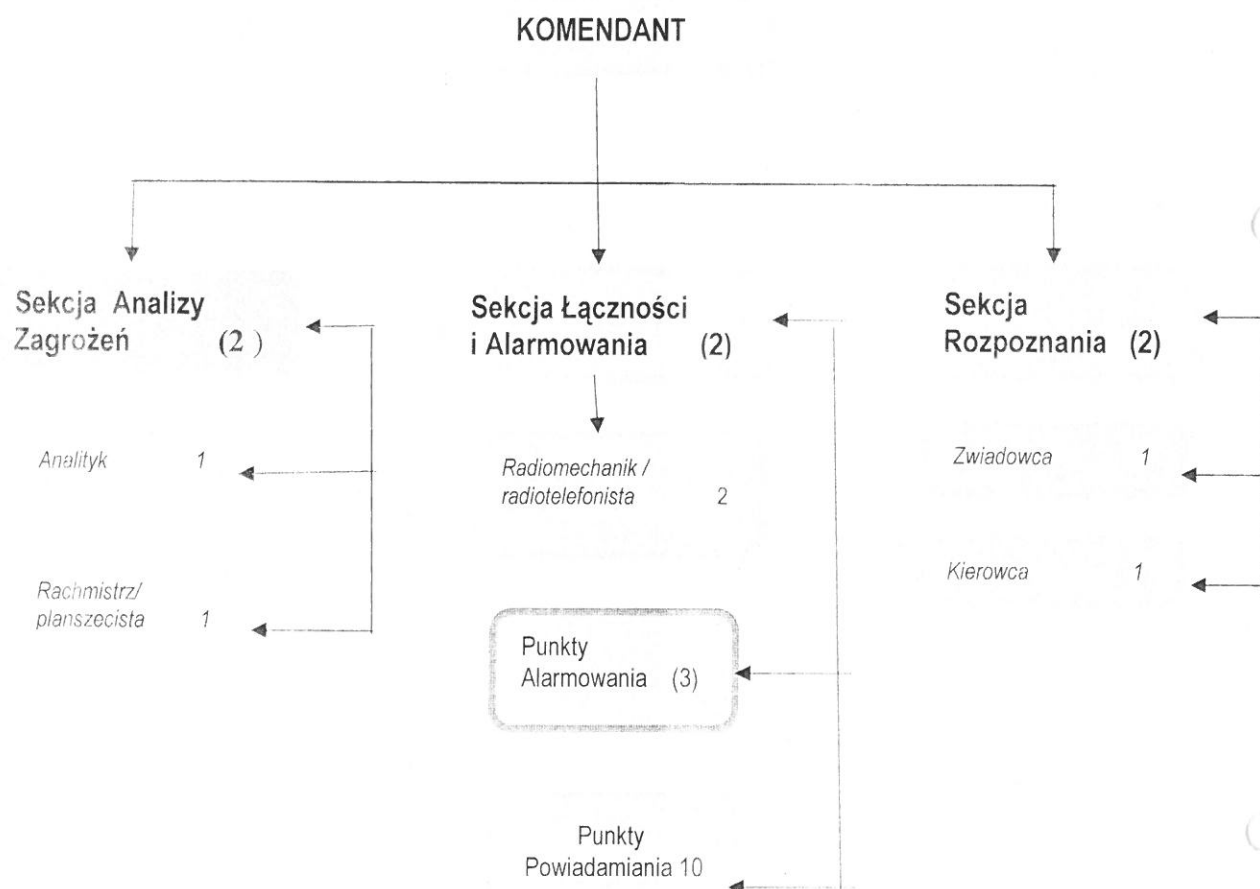 KOMENDANT
Sekcja Analizy
Zagrożeń (2 )
Analityk 1
Rachmistrz/
planszecista 1
Sekcja Łączności
i Alarmowania (2)
Radiomechanik /
radiotelefonista 2
Punkty
Alarmowania (3)
Punkty
Powiadamiania 10
Sekcja
Rozpoznania (2)
Zwiadowca 1
Kierowca 1